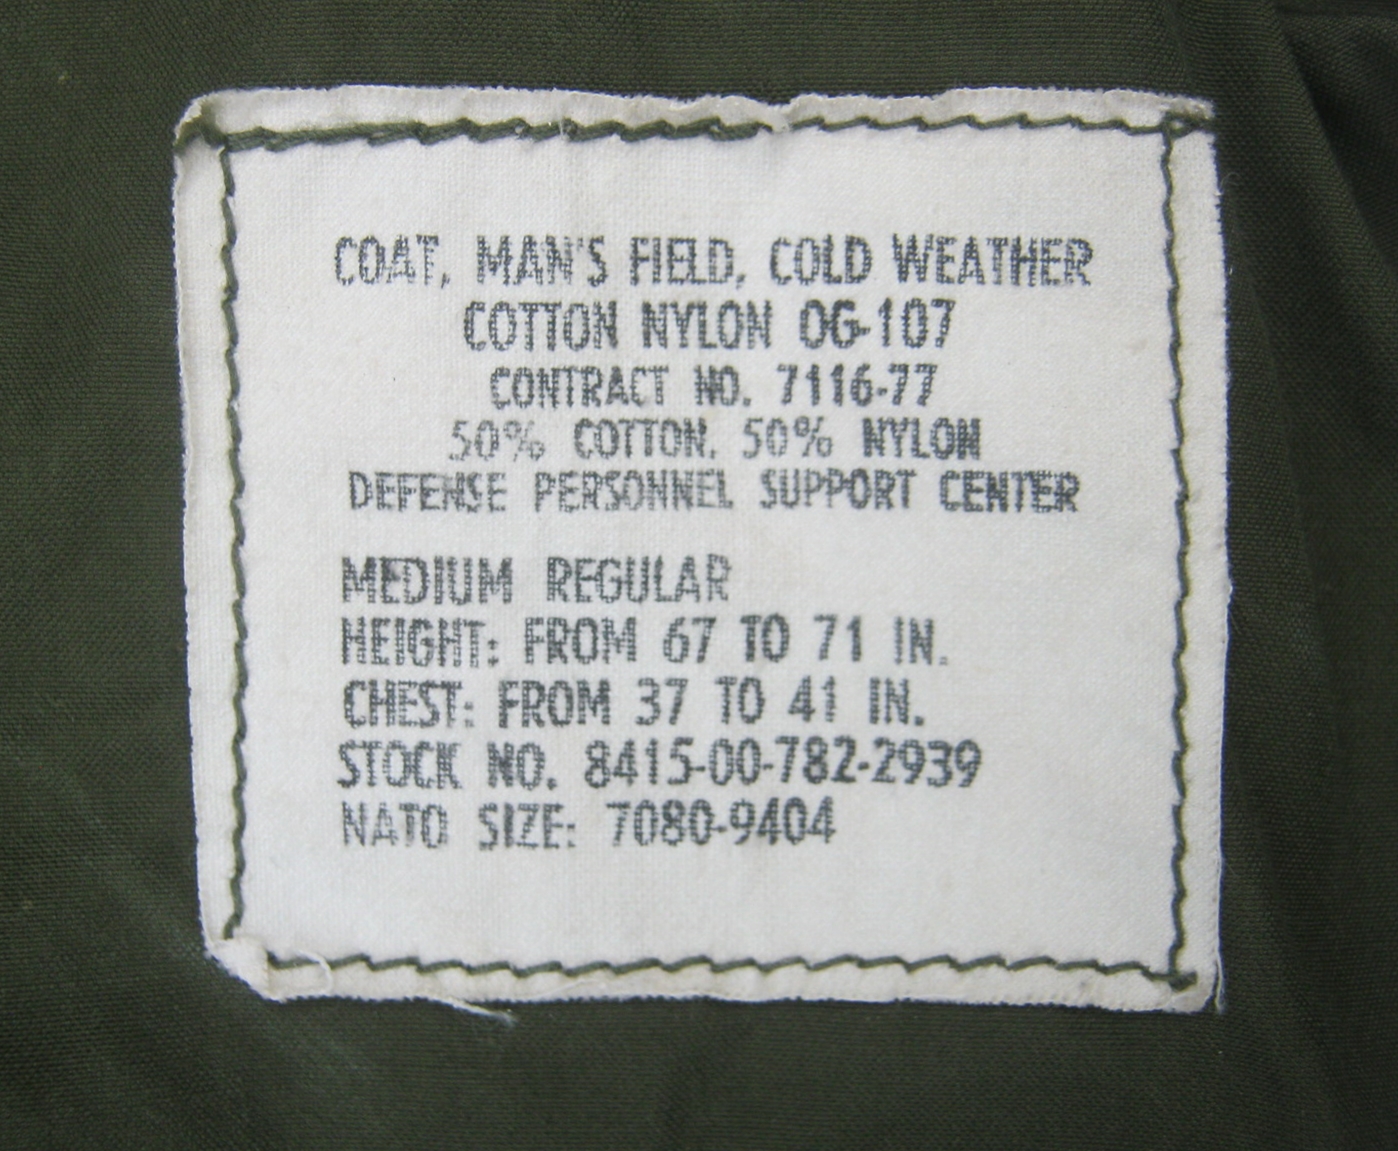 COAT, MAN'S FIELD, COLD WEATHER
COTTON NYLON OG-107
CONTRACT NO. 7116-77
50% COTTON, 50% NYLON
DEFENSE PERSONNEL SUPPORT CENTER
MEDIUM REGULAR
HEIGHT: FROM 67 TO 71 IN.
CHEST: FROM 37 TO 41 IN.
STOCK NO. 8415-00-782-2939
NATO SIZE: 7080-9404